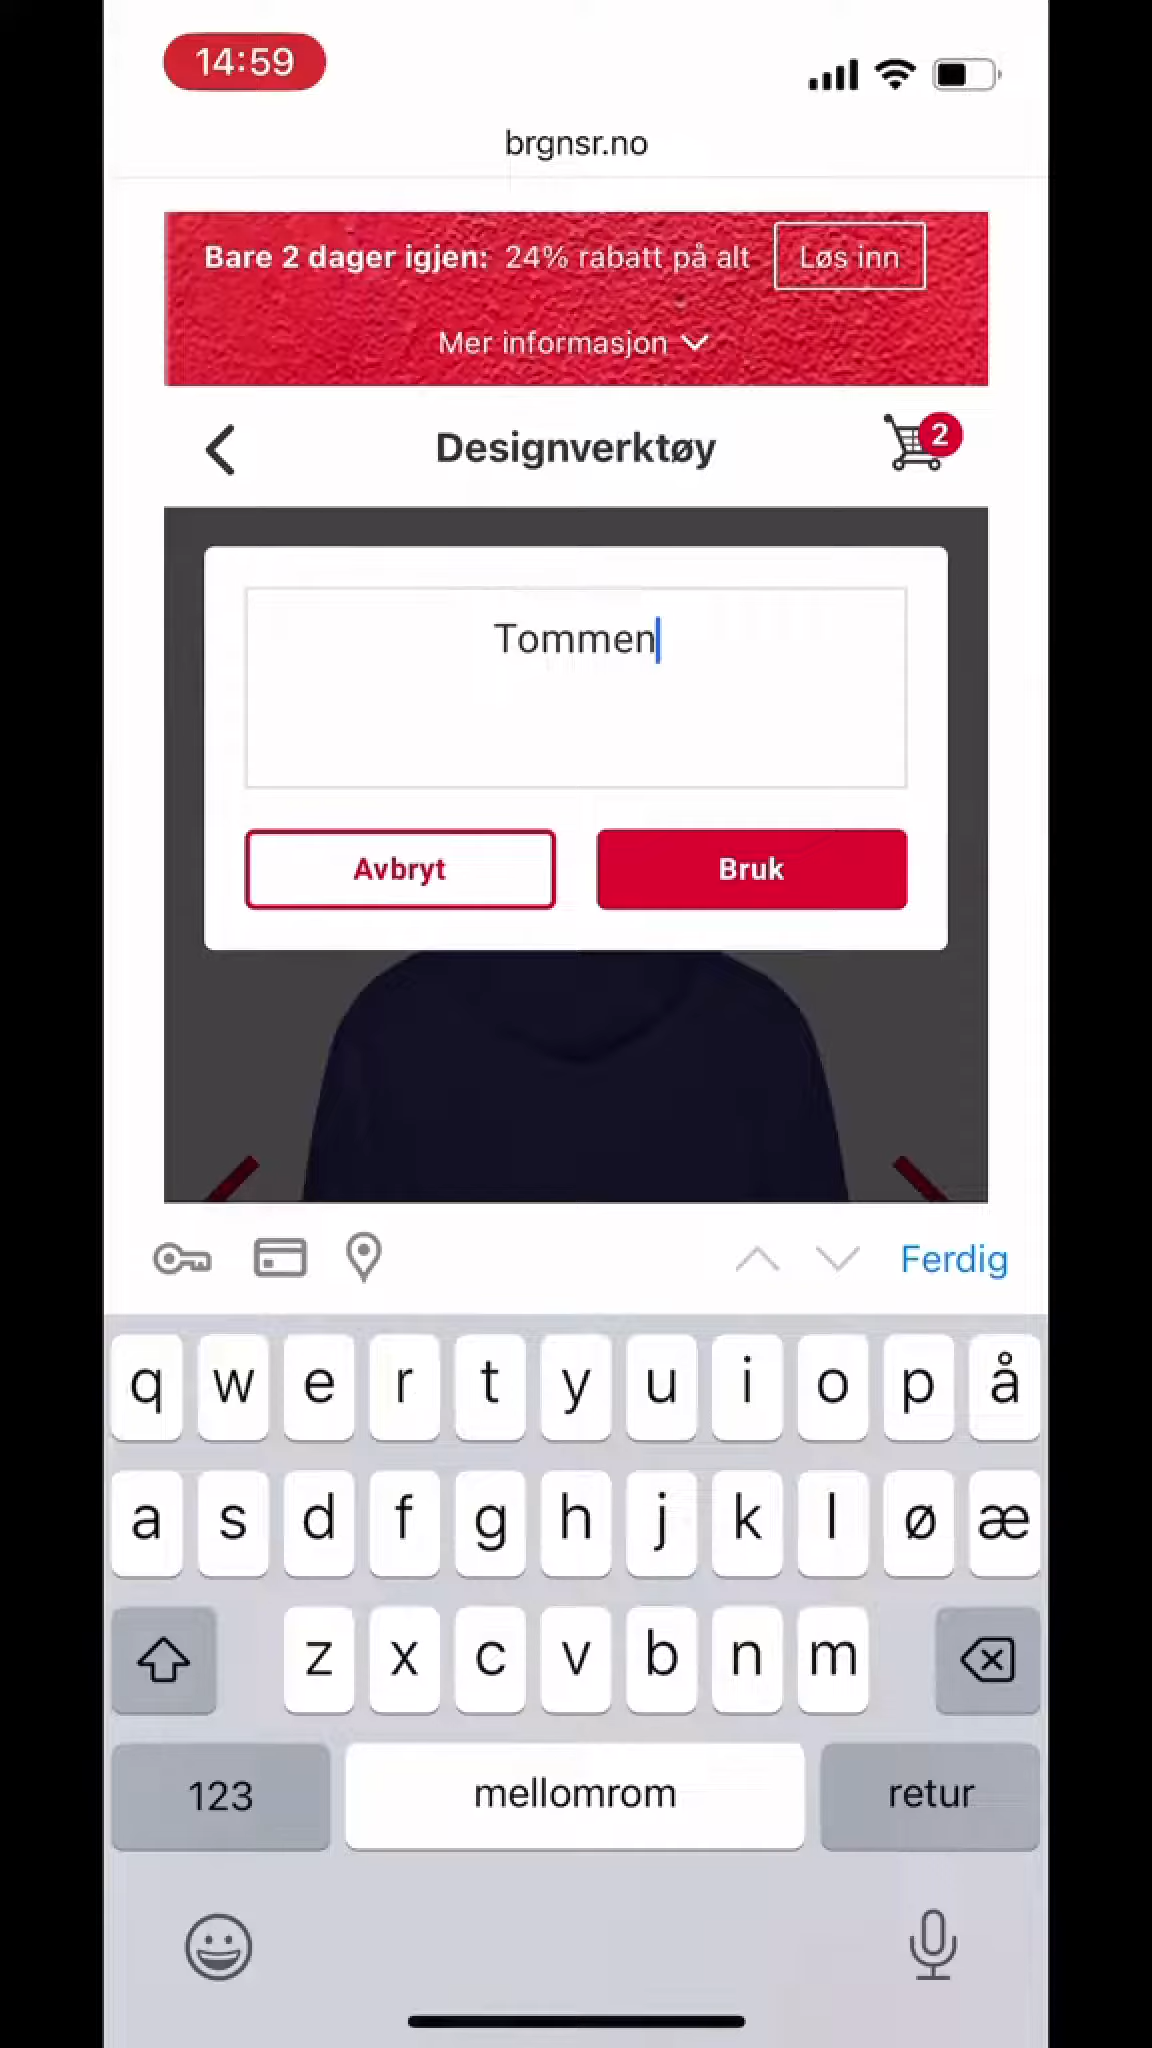 14:59
brgnsr.no
Bare 2 dager igjen: 24% rabatt på alt Løs inn
Mer informasjon
Designverktøy
2
Tommen
Avbryt Bruk
Ferdig
q w e r t y u i o p å
a s d f g h j k l ø æ
z x c v b n m
123 mellomrom retur